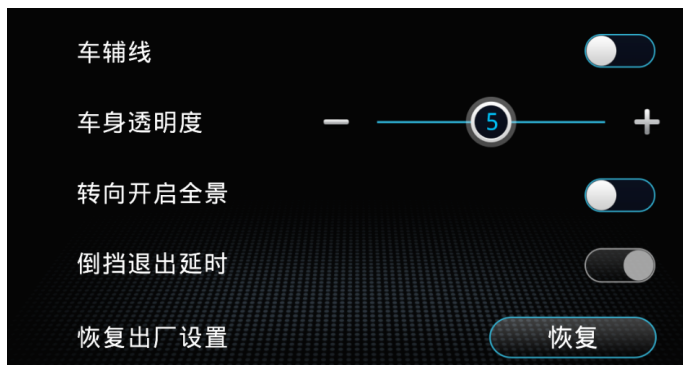 车辅线
车身透明度 － 5 +
转向开启全景
倒挡退出延时
恢复出厂设置 恢复